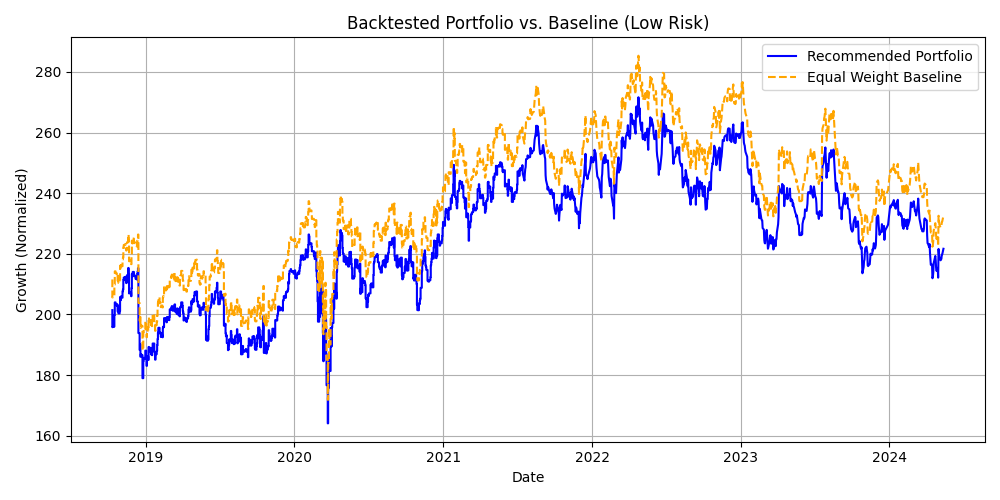 Backtested Portfolio vs. Baseline (Low Risk)
Recommended Portfolio
Equal Weight Baseline
Growth (Normalized)
280
260
240
220
200
180
160
2019
2020
2021
2022
2023
2024
Date